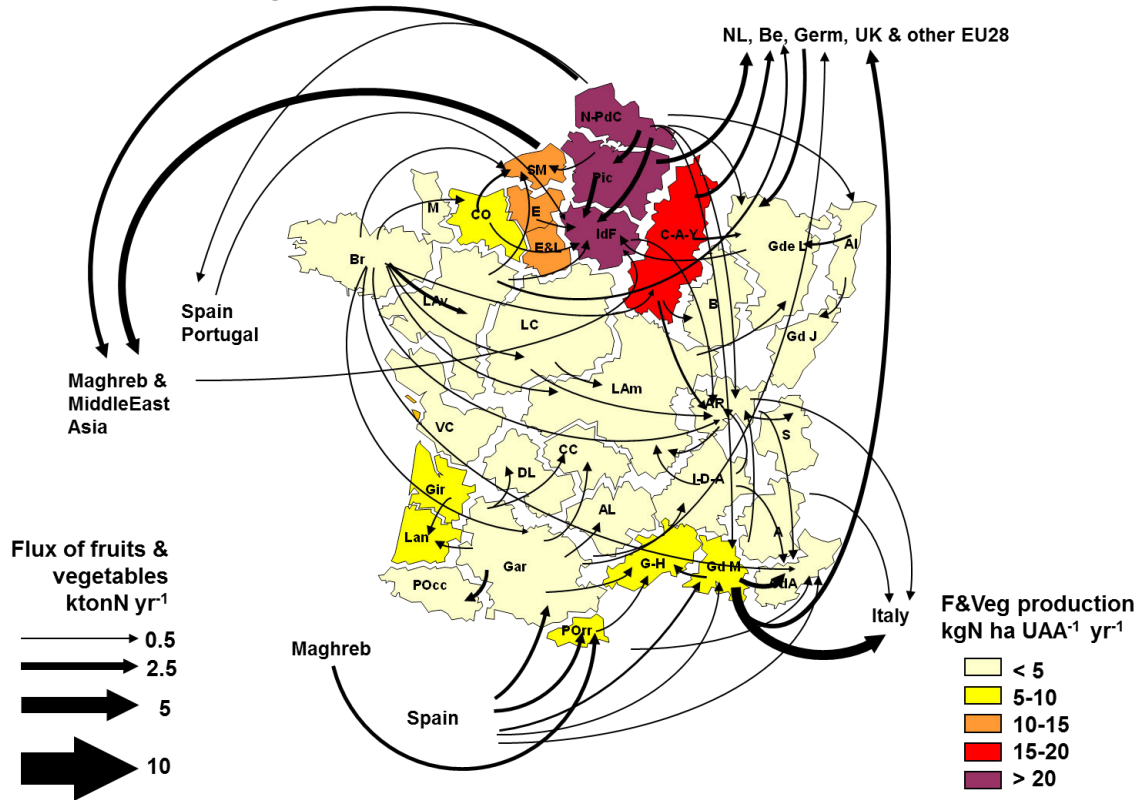 NL, Be, Germ, UK & other EU28
N-PdC
SM
Pic
M
CO
E
IdF
C-A-Y
Gde L
Al
E&L
Br
LAv
B
Spain
Portugal
LC
Gd J
Maghreb &
MiddleEast
Asia
LAm
AR
VC
S
CC
DL
I-D-A
Gir
AL
Lan
A
Gar
G-H
Gd M
POcc
CdA
POrr
Italy
Maghreb
Spain
Flux of fruits &
vegetables
ktonN yr-1
0.5
2.5
5
10
F&Veg production
kgN ha UAA-1 yr-1
< 5
5-10
10-15
15-20
> 20